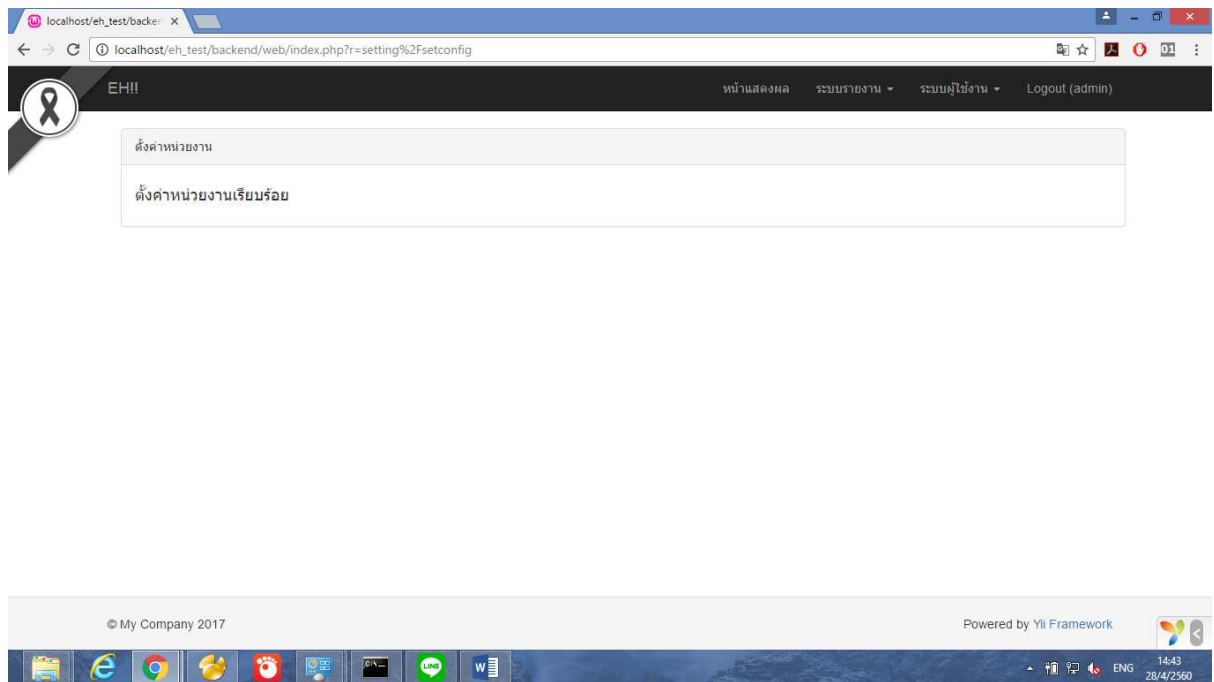 localhost/eh_test/backen
localhost/eh_test/backend/web/index.php?r=setting%2Fsetconfig
EH!! หน้าแสดงผล ระบบรายงาน ระบบผู้ใช้งาน Logout (admin)
ตั้งค่าหน่วยงาน
ตั้งค่าหน่วยงานเรียบร้อย
© My Company 2017 Powered by Yii Framework
C:\_ LINE W ENG 14:43
28/4/2560